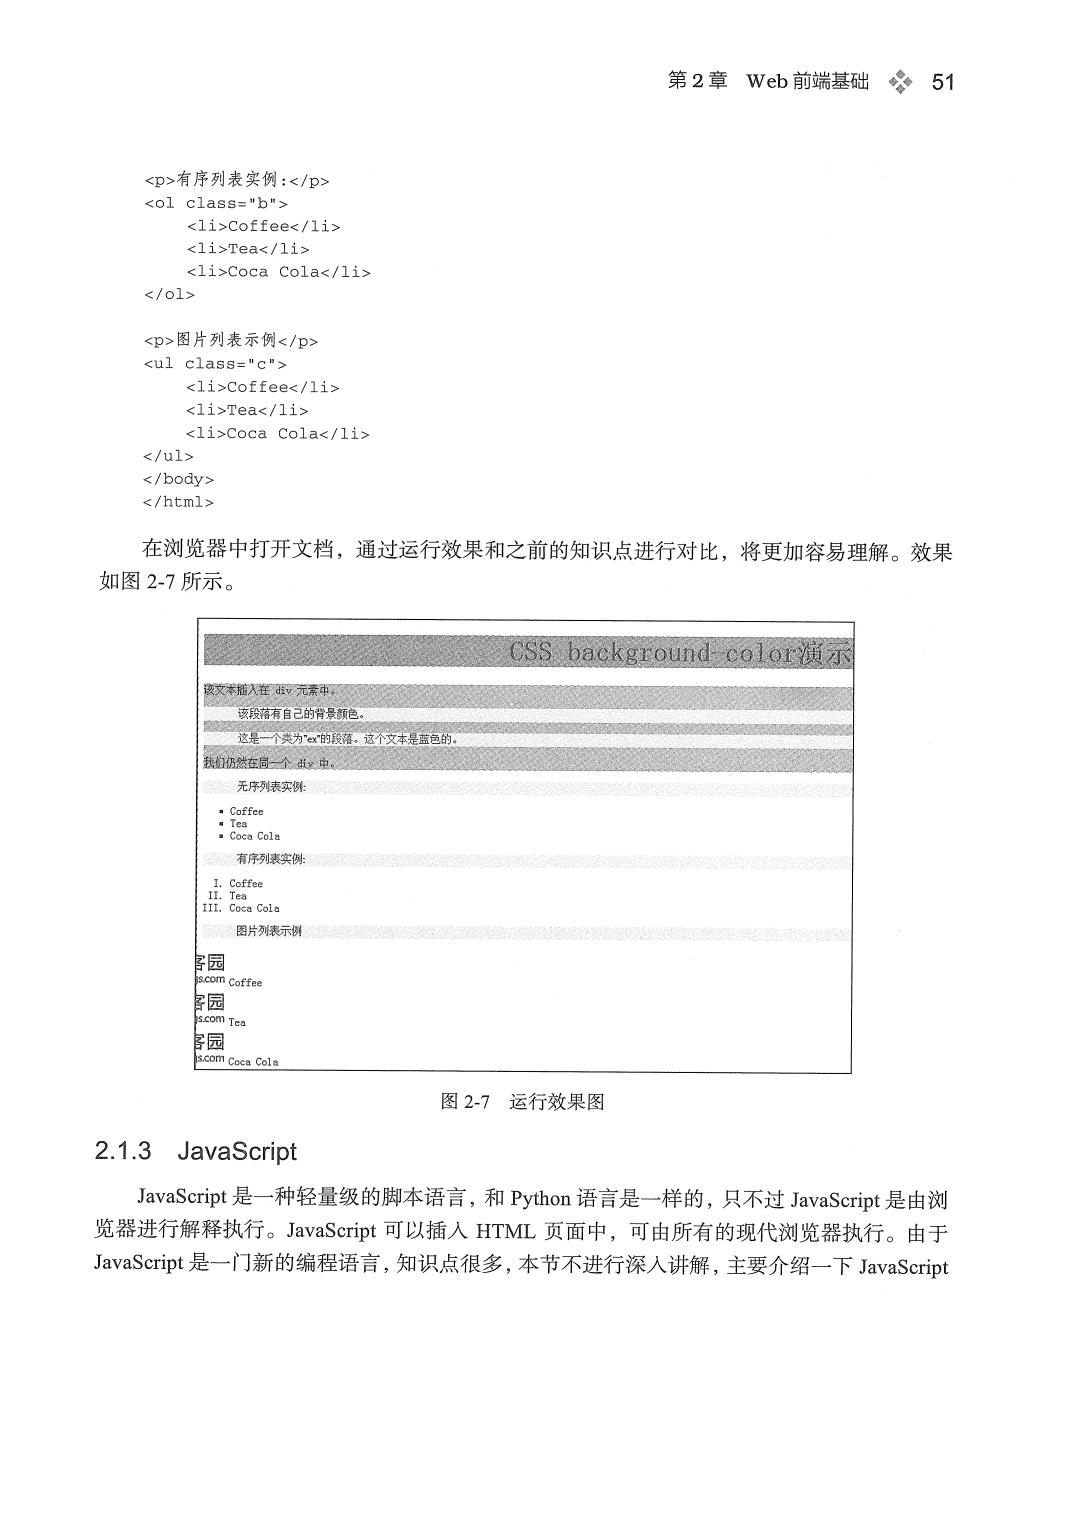 第 2 章 Web 前端基础 51
<p>有序列表实例:</p>
<ol class="b">
<li>Coffee</li>
<li>Tea</li>
<li>Coca Cola</li>
</ol>
<p>图片列表示例</p>
<ul class="c">
<li>Coffee</li>
<li>Tea</li>
<li>Coca Cola</li>
</ul>
</body>
</html>
在浏览器中打开文档，通过运行效果和之前的知识点进行对比，将更加容易理解。效果
如图 2-7 所示。
CSS background-color演示
该文本插入在 div 元素中。
该段落有自己的背景颜色。
这是一个类为"ex"的段落。这个文本是蓝色的。
我们仍然在同一个 div 中。
无序列表实例:
▪ Coffee
▪ Tea
▪ Coca Cola
有序列表实例:
I. Coffee
II. Tea
III. Coca Cola
图片列表示例
客园
s.com Coffee
客园
s.com Tea
客园
s.com Coca Cola
图 2-7 运行效果图
2.1.3 JavaScript
JavaScript 是一种轻量级的脚本语言，和 Python 语言是一样的，只不过 JavaScript 是由浏
览器进行解释执行。JavaScript 可以插入 HTML 页面中，可由所有的现代浏览器执行。由于
JavaScript 是一门新的编程语言，知识点很多，本节不进行深入讲解，主要介绍一下 JavaScript